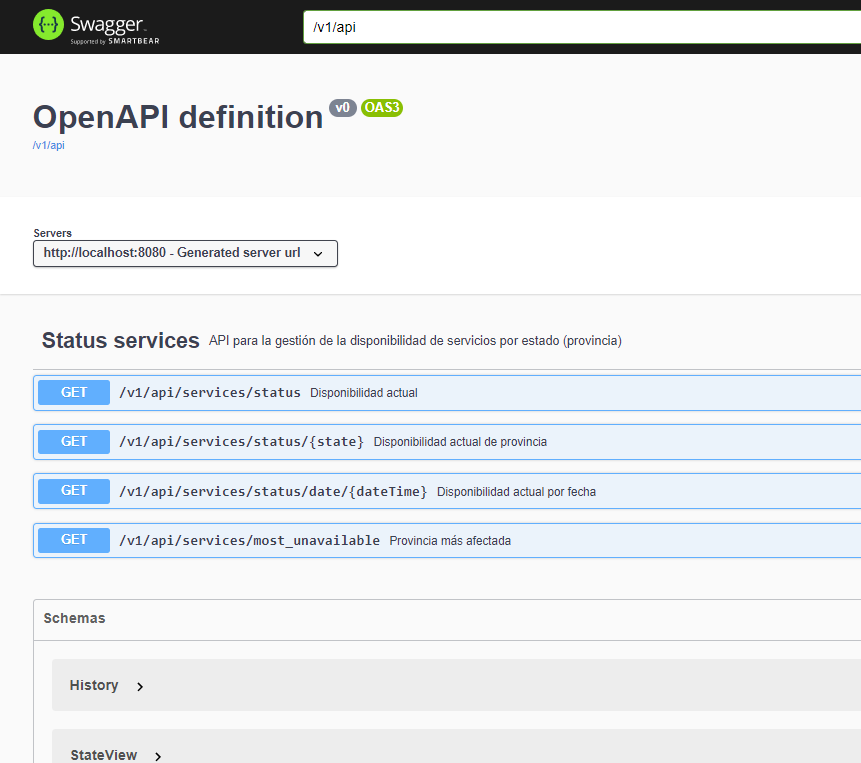 Swagger
Supported by SMARTBEAR
/v1/api
OpenAPI definition v0 OAS3
/v1/api
Servers
http://localhost:8080 - Generated server url
Status services API para la gestión de la disponibilidad de servicios por estado (provincia)
GET /v1/api/services/status Disponibilidad actual
GET /v1/api/services/status/{state} Disponibilidad actual de provincia
GET /v1/api/services/status/date/{dateTime} Disponibilidad actual por fecha
GET /v1/api/services/most_unavailable Provincia más afectada
Schemas
History
StateView